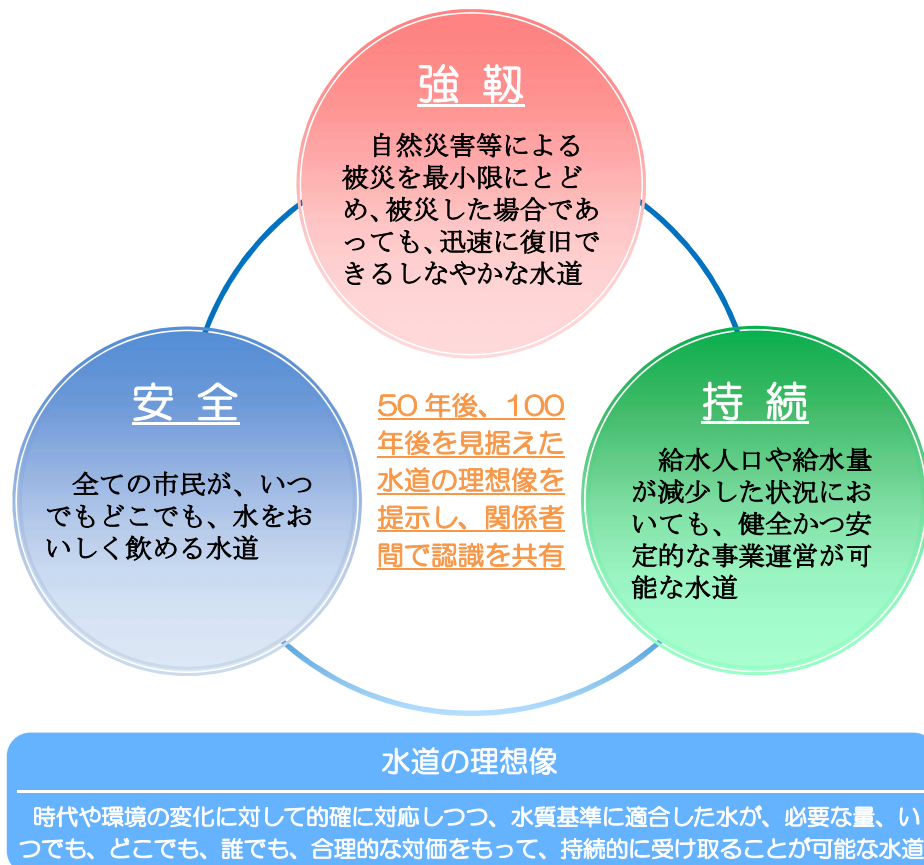 強 靱
自然災害等による
被災を最小限にとど
め、被災した場合であ
っても、迅速に復旧で
きるしなやかな水道
安 全
全ての市民が、いつ
でもどこでも、水をお
いしく飲める水道
50 年後、100
年後を見据えた
水道の理想像を
提示し、関係者
間で認識を共有
持 続
給水人口や給水量
が減少した状況にお
いても、健全かつ安
定的な事業運営が可
能な水道
水道の理想像
時代や環境の変化に対して的確に対応しつつ、水質基準に適合した水が、必要な量、い
つでも、どこでも、誰でも、合理的な対価をもって、持続的に受け取ることが可能な水道